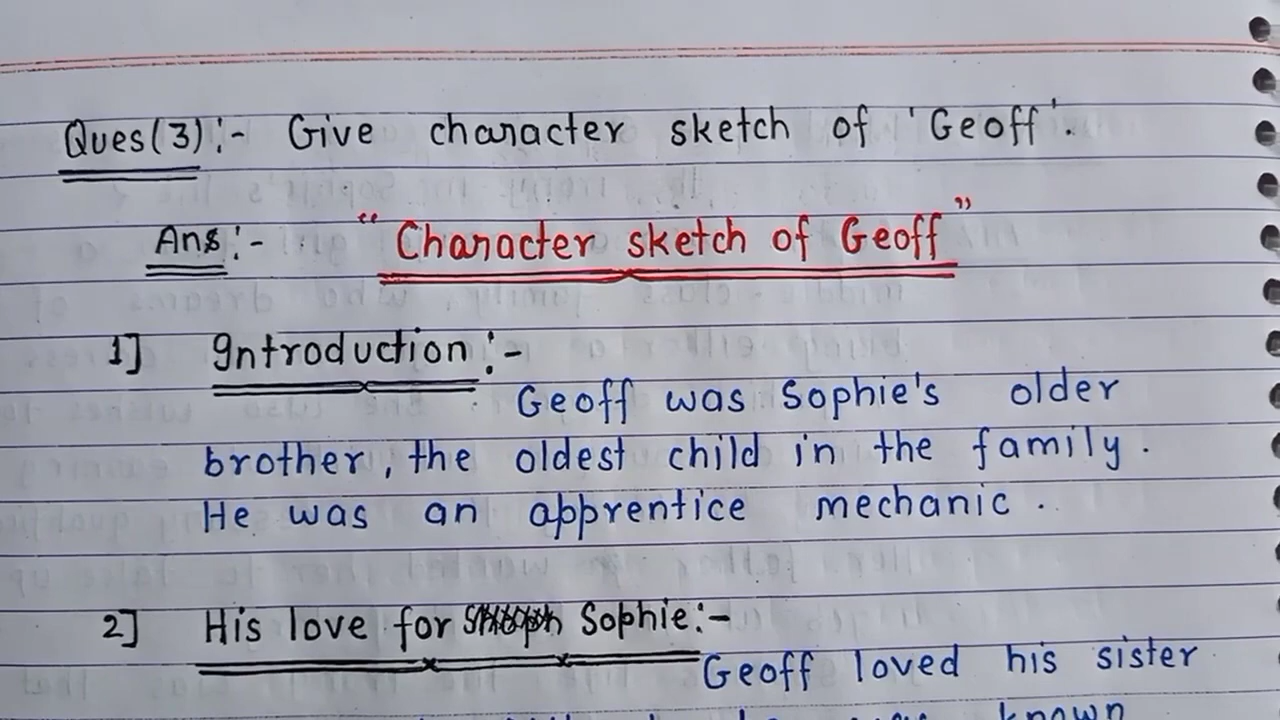 Ques(3):- Give character sketch of 'Geoff'.
Ans:- "Character sketch of Geoff"
1] Introduction:-
Geoff was Sophie's older
brother, the oldest child in the family.
He was an apprentice mechanic.
2] His love for Sophie:-
Geoff loved his sister
known